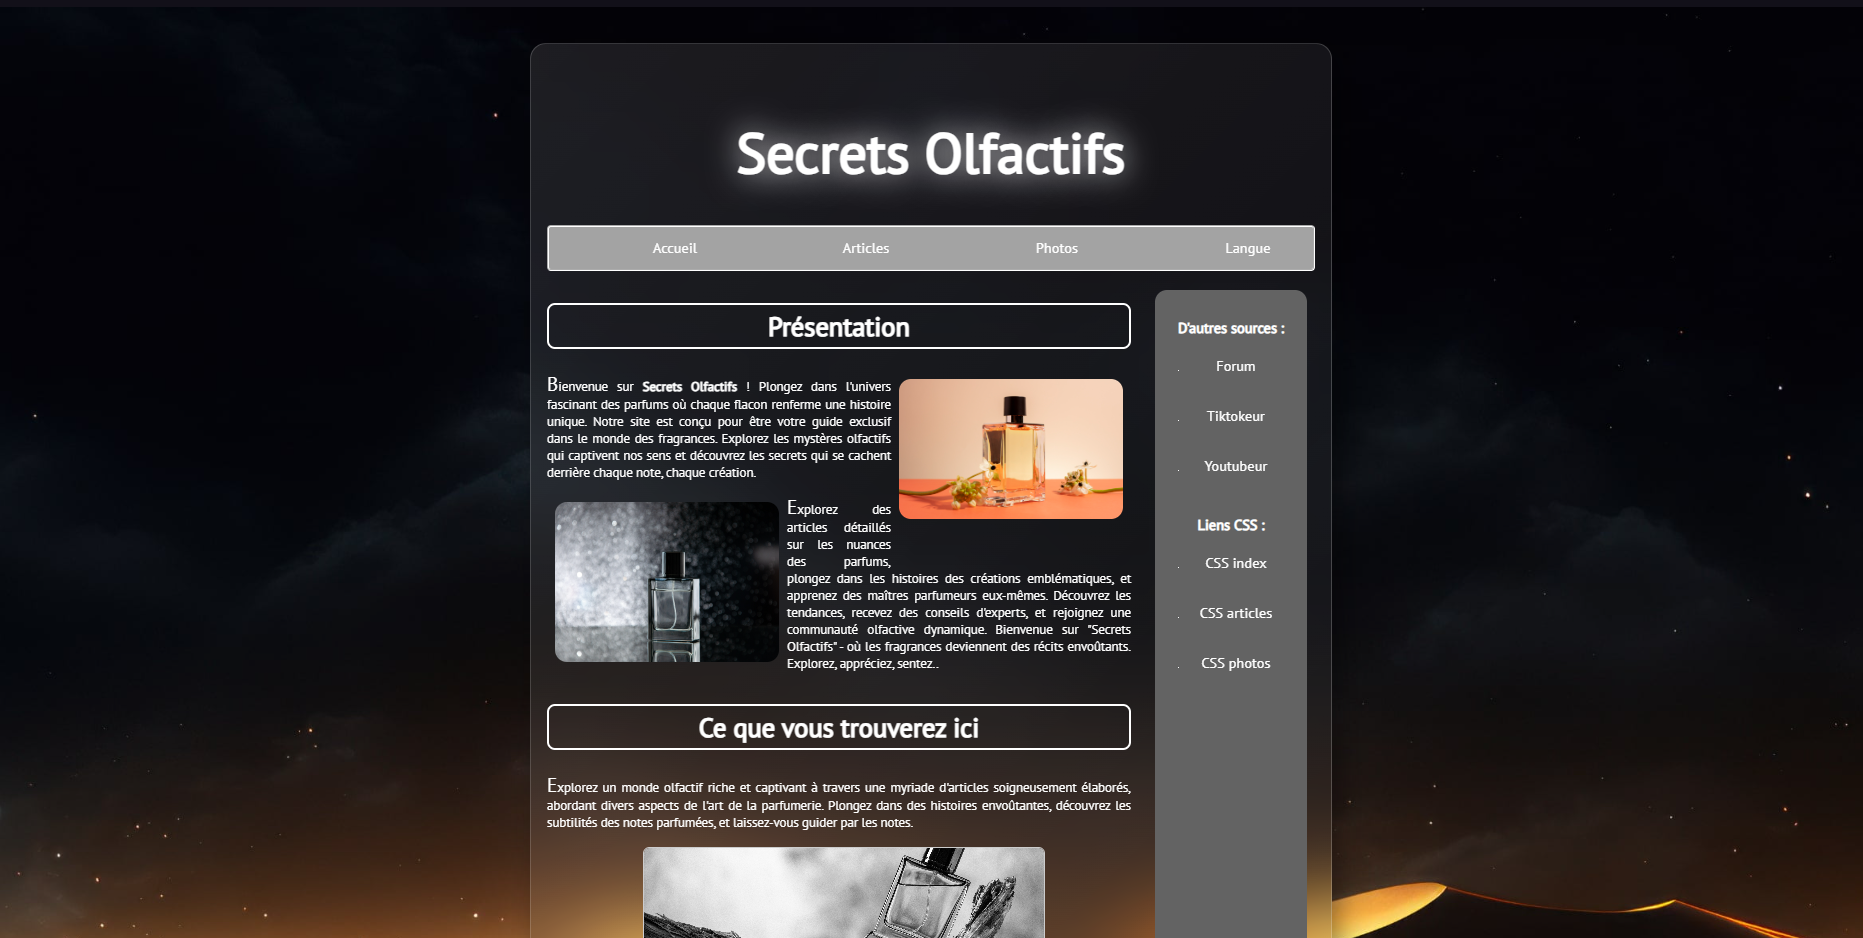 Secrets Olfactifs
Accueil
Articles
Photos
Langue
Présentation
Bienvenue sur Secrets Olfactifs ! Plongez dans l'univers
fascinant des parfums où chaque flacon renferme une histoire
unique. Notre site est conçu pour être votre guide exclusif
dans le monde des fragrances. Explorez les mystères olfactifs
qui captivent nos sens et découvrez les secrets qui se cachent
derrière chaque note, chaque création.
Explorez des
articles détaillés
sur les nuances
des parfums,
plongez dans les histoires des créations emblématiques, et
apprenez des maîtres parfumeurs eux-mêmes. Découvrez les
tendances, recevez des conseils d'experts, et rejoignez une
communauté olfactive dynamique. Bienvenue sur "Secrets
Olfactifs" - où les fragrances deviennent des récits envoûtants.
Explorez, appréciez, sentez..
Ce que vous trouverez ici
Explorez un monde olfactif riche et captivant à travers une myriade d'articles soigneusement élaborés,
abordant divers aspects de l'art de la parfumerie. Plongez dans des histoires envoûtantes, découvrez les
subtilités des notes parfumées, et laissez-vous guider par les notes.
D'autres sources :
Forum
Tiktokeur
Youtubeur
Liens CSS :
CSS index
CSS articles
CSS photos